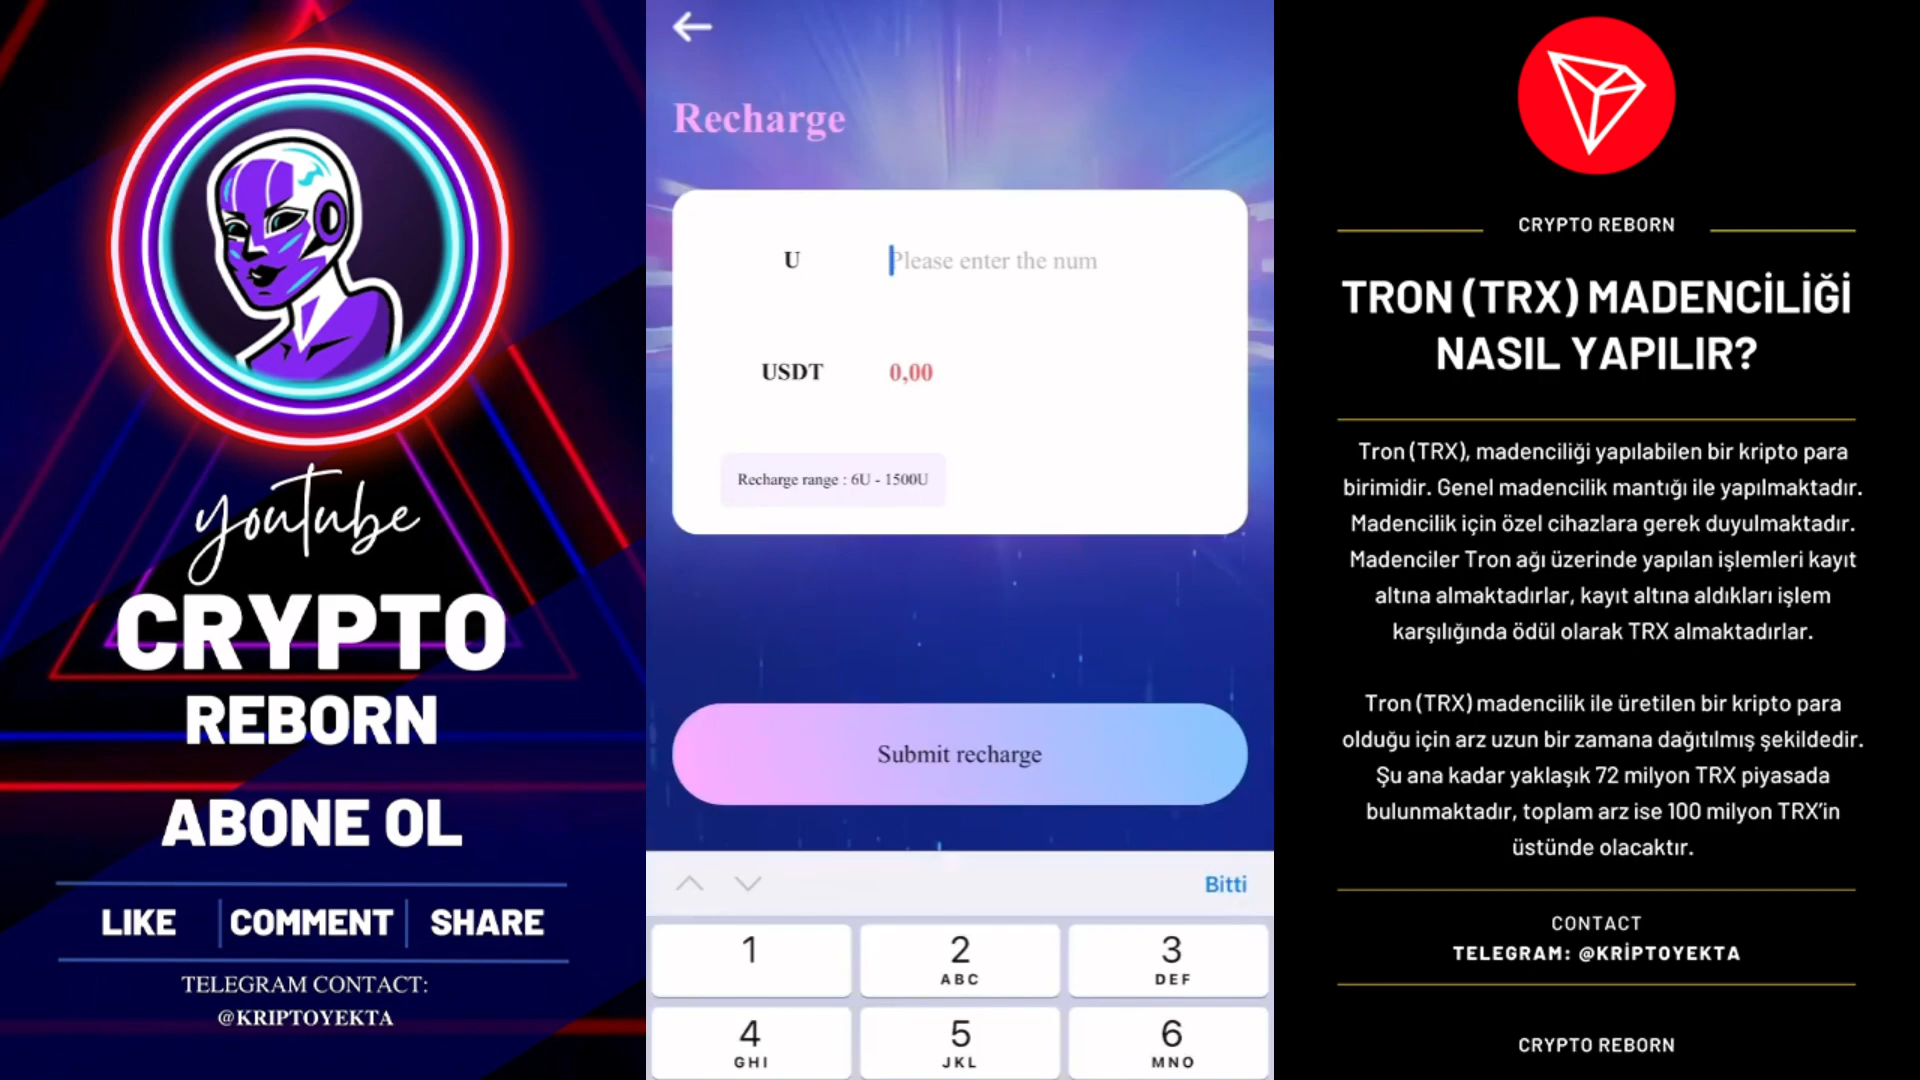 youtube
CRYPTO
REBORN
ABONE OL
LIKE
COMMENT
SHARE
TELEGRAM CONTACT:
@KRIPTOYEKTA
Recharge
U
Please enter the num
USDT
0,00
Recharge range : 6U - 1500U
Submit recharge
Bitti
1
2
ABC
3
DEF
4
GHI
5
JKL
6
MNO
CRYPTO REBORN
TRON (TRX) MADENCİLİĞİ
NASIL YAPILIR?
Tron (TRX), madenciliği yapılabilen bir kripto para
birimidir. Genel madencilik mantığı ile yapılmaktadır.
Madencilik için özel cihazlara gerek duyulmaktadır.
Madenciler Tron ağı üzerinde yapılan işlemleri kayıt
altına almaktadırlar, kayıt altına aldıkları işlem
karşılığında ödül olarak TRX almaktadırlar.
Tron (TRX) madencilik ile üretilen bir kripto para
olduğu için arz uzun bir zamana dağıtılmış şekildedir.
Şu ana kadar yaklaşık 72 milyon TRX piyasada
bulunmaktadır, toplam arz ise 100 milyon TRX'in
üstünde olacaktır.
CONTACT
TELEGRAM: @KRİPTOYEKTA
CRYPTO REBORN